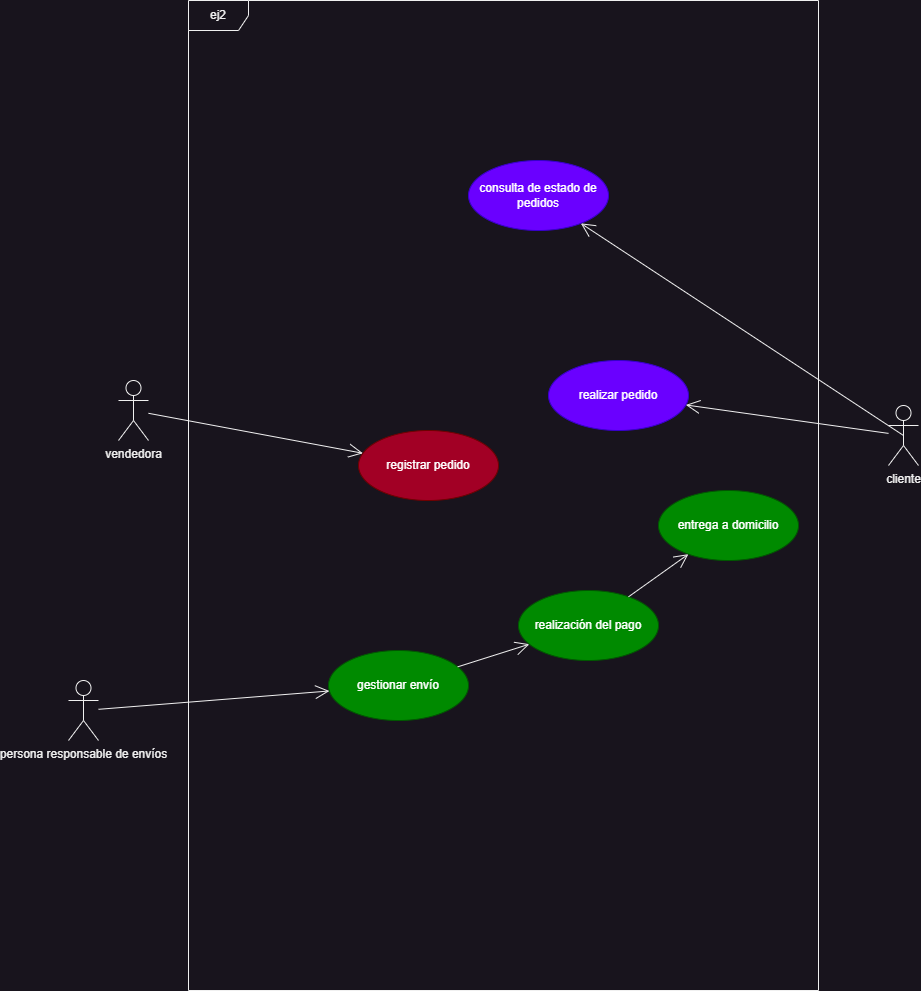 ej2
consulta de estado de
pedidos
realizar pedido
vendedora
registrar pedido
cliente
entrega a domicilio
realización del pago
gestionar envío
persona responsable de envíos